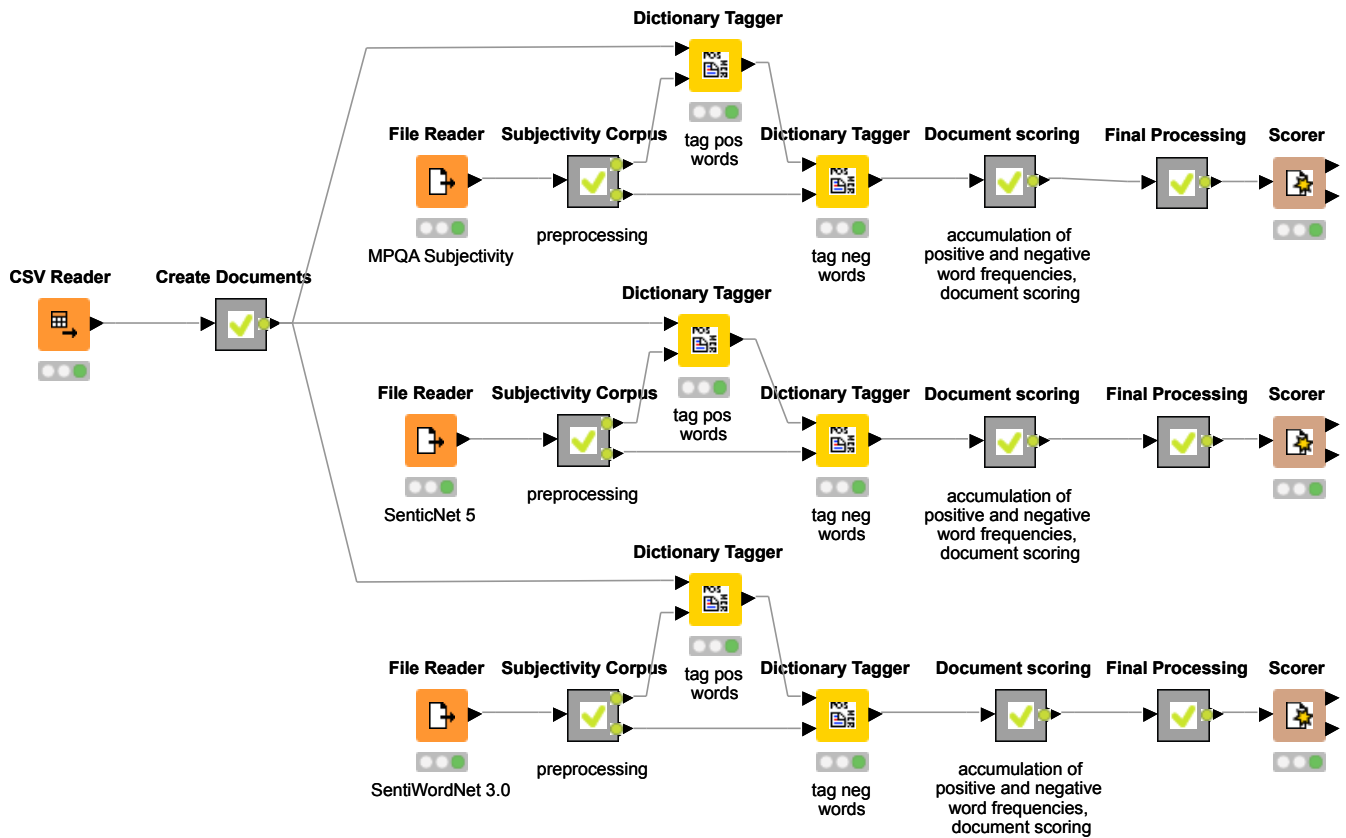 Dictionary Tagger
tag pos
words
File Reader
MPQA Subjectivity
Subjectivity Corpus
preprocessing
Dictionary Tagger
tag neg
words
Document scoring
accumulation of
positive and negative
word frequencies,
document scoring
Final Processing
Scorer
CSV Reader
Create Documents
Dictionary Tagger
tag pos
words
File Reader
SenticNet 5
Subjectivity Corpus
preprocessing
Dictionary Tagger
tag neg
words
Document scoring
accumulation of
positive and negative
word frequencies,
document scoring
Final Processing
Scorer
Dictionary Tagger
tag pos
words
File Reader
SentiWordNet 3.0
Subjectivity Corpus
preprocessing
Dictionary Tagger
tag neg
words
Document scoring
accumulation of
positive and negative
word frequencies,
document scoring
Final Processing
Scorer